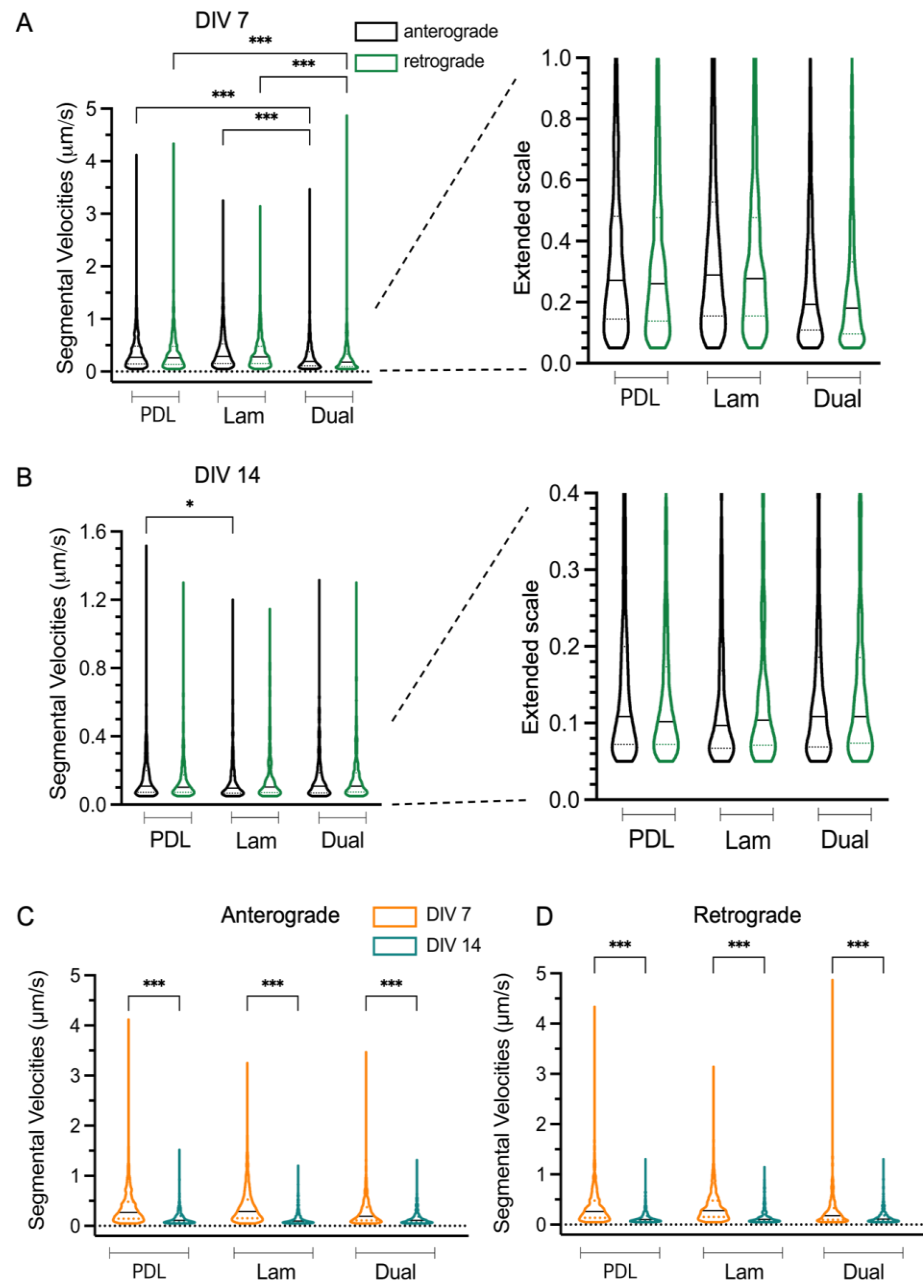 A
DIV 7
anterograde
retrograde
***
***
***
***
Segmental Velocities (μm/s)
5
4
3
2
1
0
PDL
Lam
Dual
Extended scale
1.0
0.8
0.6
0.4
0.2
0.0
PDL
Lam
Dual
B
DIV 14
*
Segmental Velocities (μm/s)
1.6
1.2
0.8
0.4
0.0
PDL
Lam
Dual
Extended scale
0.4
0.3
0.2
0.1
0.0
PDL
Lam
Dual
C
Anterograde
DIV 7
DIV 14
***
***
***
Segmental Velocities (μm/s)
5
4
3
2
1
0
PDL
Lam
Dual
D
Retrograde
***
***
***
Segmental Velocities (μm/s)
5
4
3
2
1
0
PDL
Lam
Dual